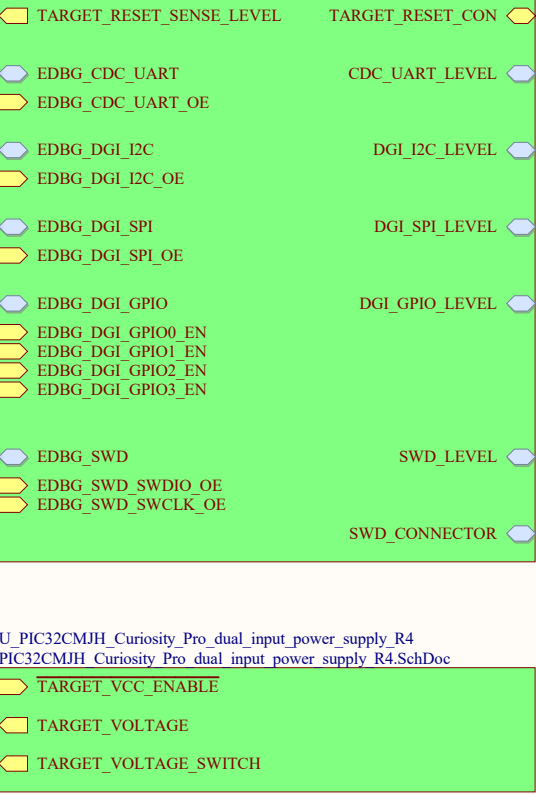 TARGET_RESET_SENSE_LEVEL TARGET_RESET_CON
EDBG_CDC_UART CDC_UART_LEVEL
EDBG_CDC_UART_OE
EDBG_DGI_I2C DGI_I2C_LEVEL
EDBG_DGI_I2C_OE
EDBG_DGI_SPI DGI_SPI_LEVEL
EDBG_DGI_SPI_OE
EDBG_DGI_GPIO DGI_GPIO_LEVEL
EDBG_DGI_GPIO0_EN
EDBG_DGI_GPIO1_EN
EDBG_DGI_GPIO2_EN
EDBG_DGI_GPIO3_EN
EDBG_SWD SWD_LEVEL
EDBG_SWD_SWDIO_OE
EDBG_SWD_SWCLK_OE
SWD_CONNECTOR
U_PIC32CMJH_Curiosity_Pro_dual_input_power_supply_R4
PIC32CMJH_Curiosity_Pro_dual_input_power_supply_R4.SchDoc
TARGET_VCC_ENABLE
TARGET_VOLTAGE
TARGET_VOLTAGE_SWITCH